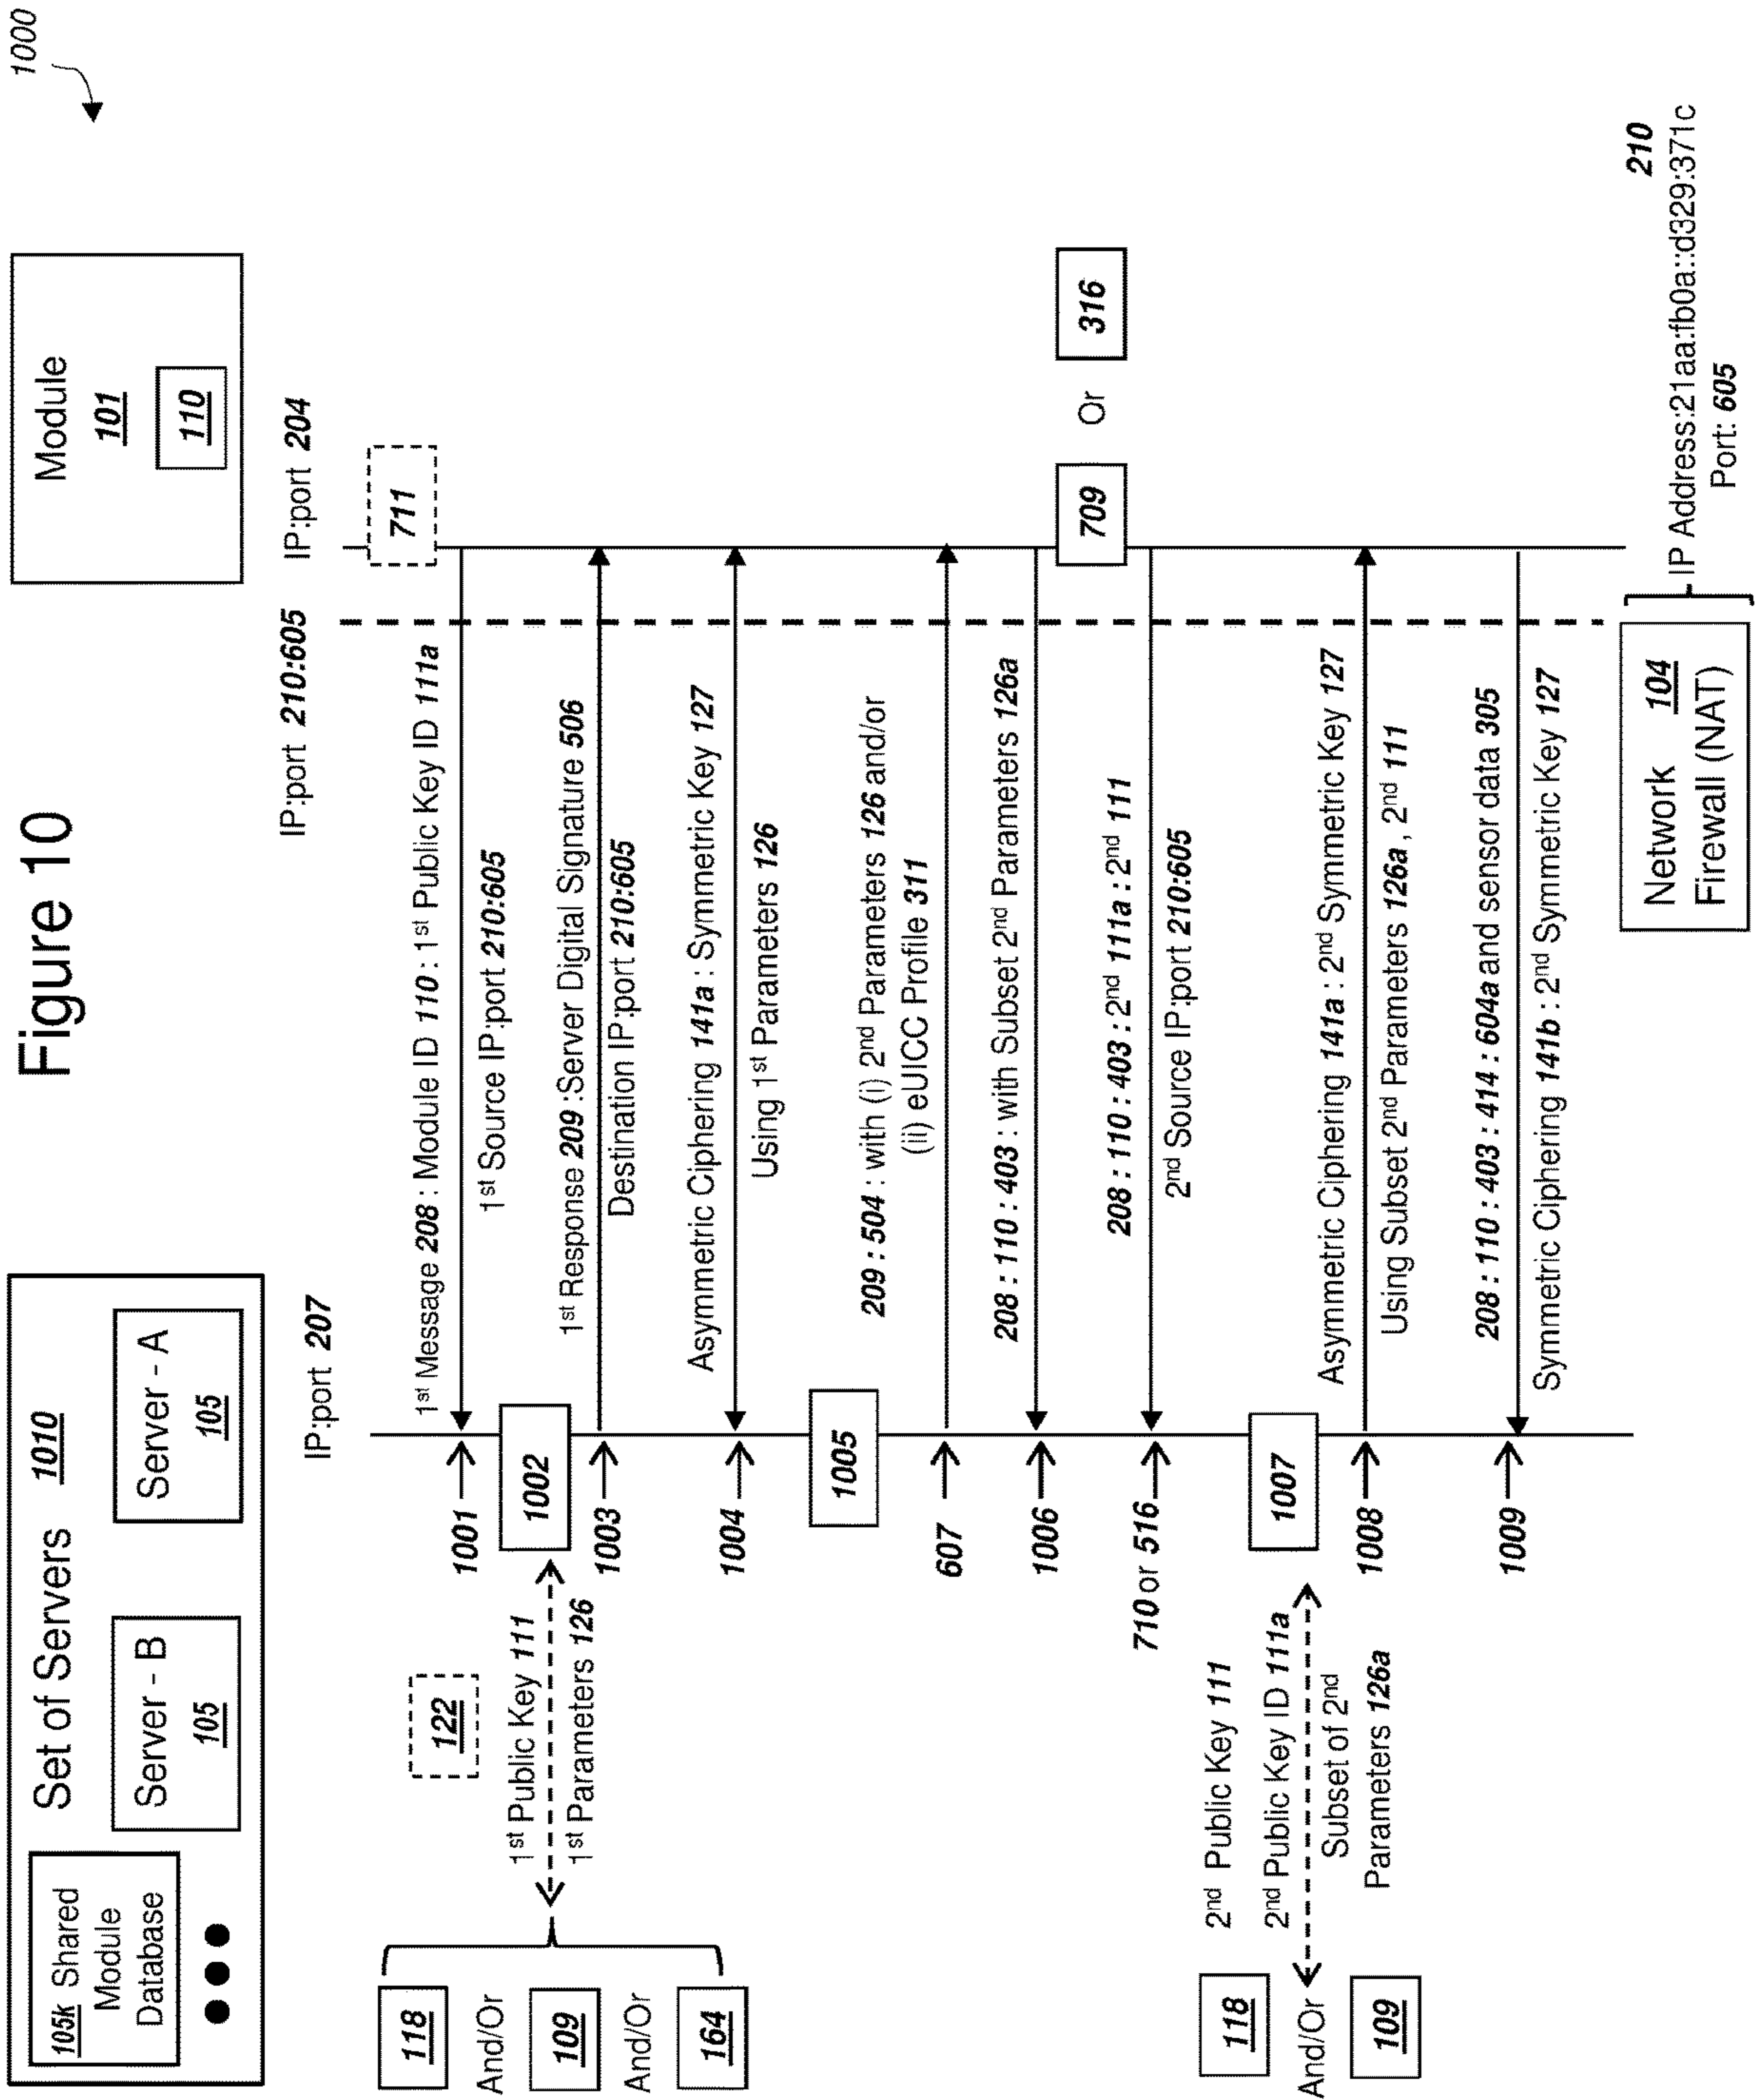 Figure 10
1000
Set of Servers 1010
105k Shared
Module
Database
Server - B
105
Server - A
105
Module
101
110
IP:port 207
IP:port 210:605
IP:port 204
711
1001
1st Message 208 : Module ID 110 : 1st Public Key ID 111a
1st Source IP:port 210:605
122
1002
118
And/Or
109
And/Or
164
1st Public Key 111
1st Parameters 126
1003
1st Response 209 :Server Digital Signature 506
Destination IP:port 210:605
1004
Asymmetric Ciphering 141a : Symmetric Key 127
Using 1st Parameters 126
1005
607
209 : 504 : with (i) 2nd Parameters 126 and/or
(ii) eUICC Profile 311
1006
208 : 110 : 403 : with Subset 2nd Parameters 126a
709
Or
316
710 or 516
208 : 110 : 403 : 2nd 111a : 2nd 111
2nd Source IP:port 210:605
1007
118
And/Or
109
2nd Public Key 111
2nd Public Key ID 111a
Subset of 2nd
Parameters 126a
1008
Asymmetric Ciphering 141a : 2nd Symmetric Key 127
Using Subset 2nd Parameters 126a , 2nd 111
1009
208 : 110 : 403 : 414 : 604a and sensor data 305
Symmetric Ciphering 141b : 2nd Symmetric Key 127
Network 104
Firewall (NAT)
210
IP Address:21aa:fb0a::d329:371c
Port: 605